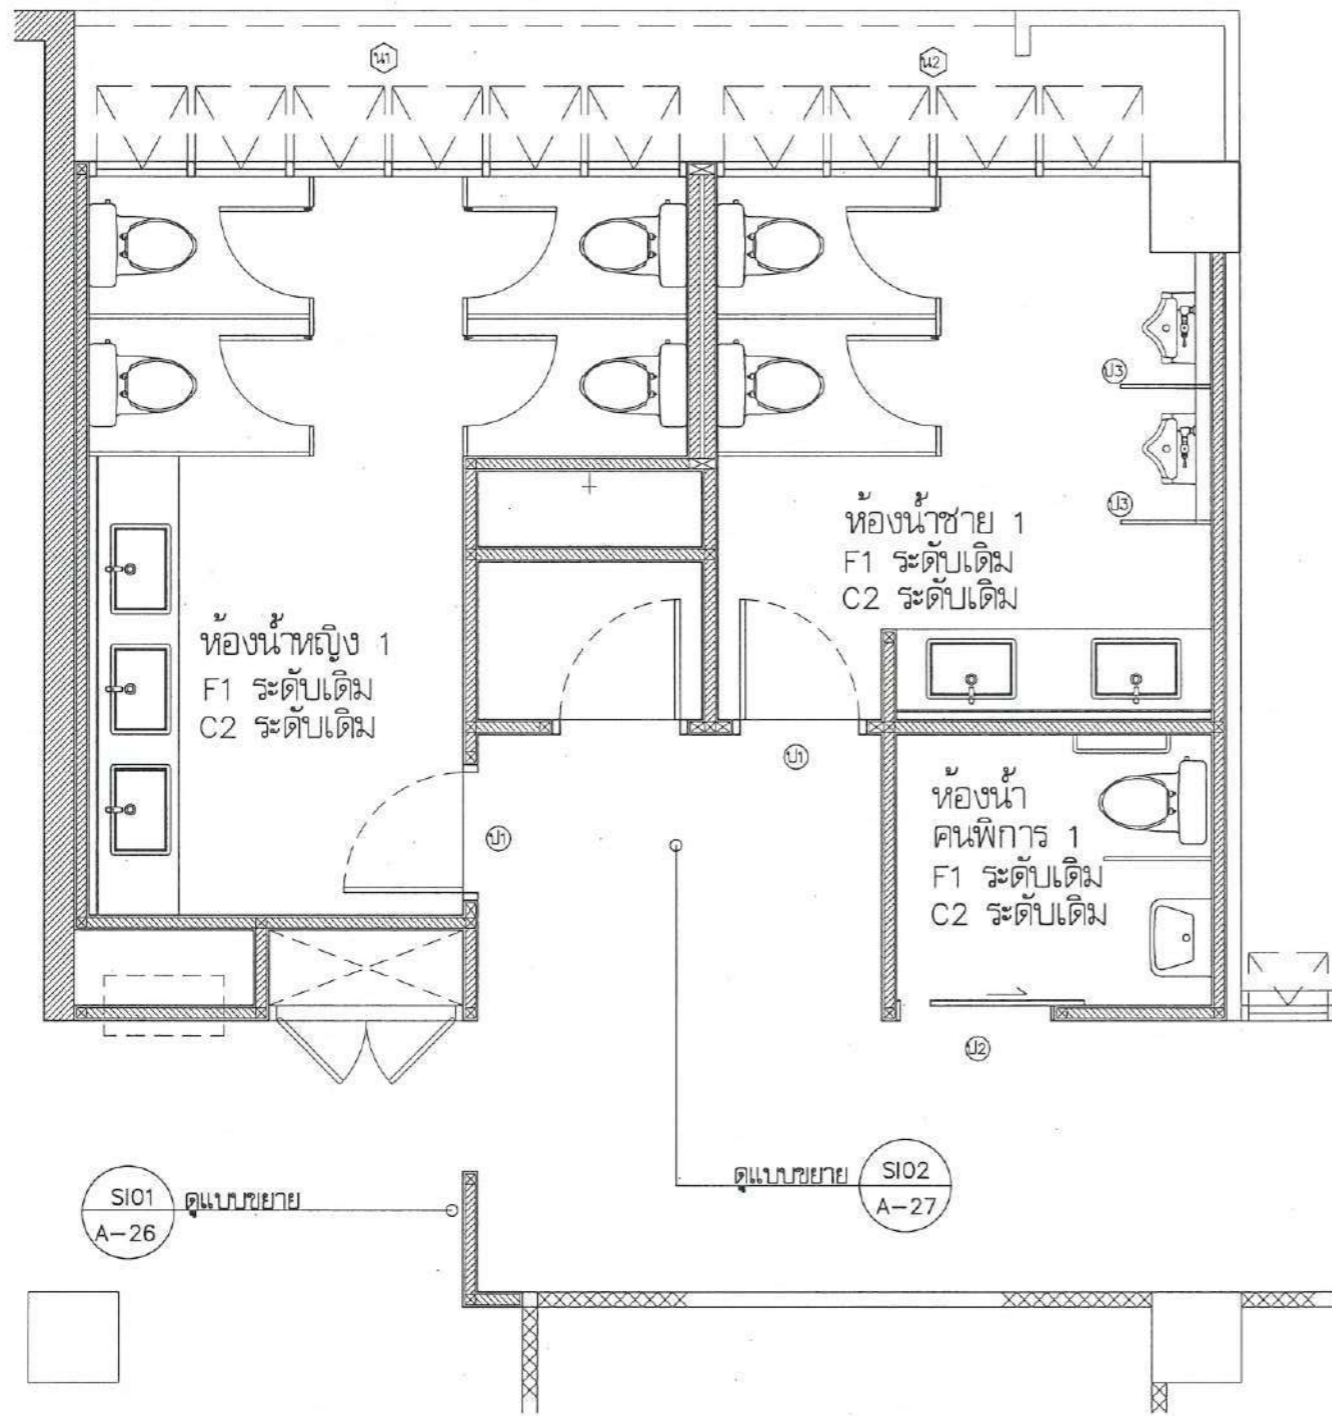 น1
น2
ป3
ป3
ห้องน้ำชาย 1
F1 ระดับเดิม
C2 ระดับเดิม
ห้องน้ำหญิง 1
F1 ระดับเดิม
C2 ระดับเดิม
ป1
ป1
ห้องน้ำ
คนพิการ 1
F1 ระดับเดิม
C2 ระดับเดิม
ป2
SI01
A-26
ดูแบบขยาย
ดูแบบขยาย
SI02
A-27